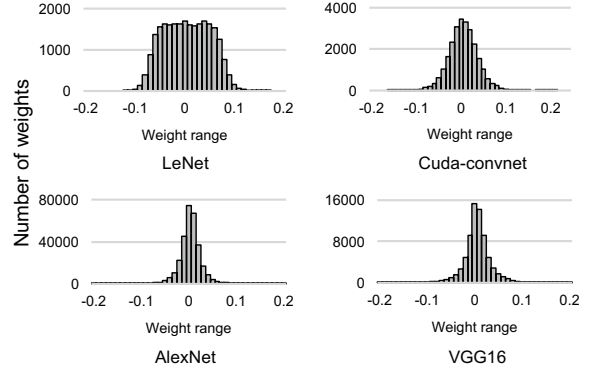 Number of weights
2000
1000
0
-0.2 -0.1 0 0.1 0.2
Weight range
LeNet
4000
2000
0
-0.2 -0.1 0 0.1 0.2
Weight range
Cuda-convnet
80000
40000
0
-0.2 -0.1 0 0.1 0.2
Weight range
AlexNet
16000
8000
0
-0.2 -0.1 0 0.1 0.2
Weight range
VGG16